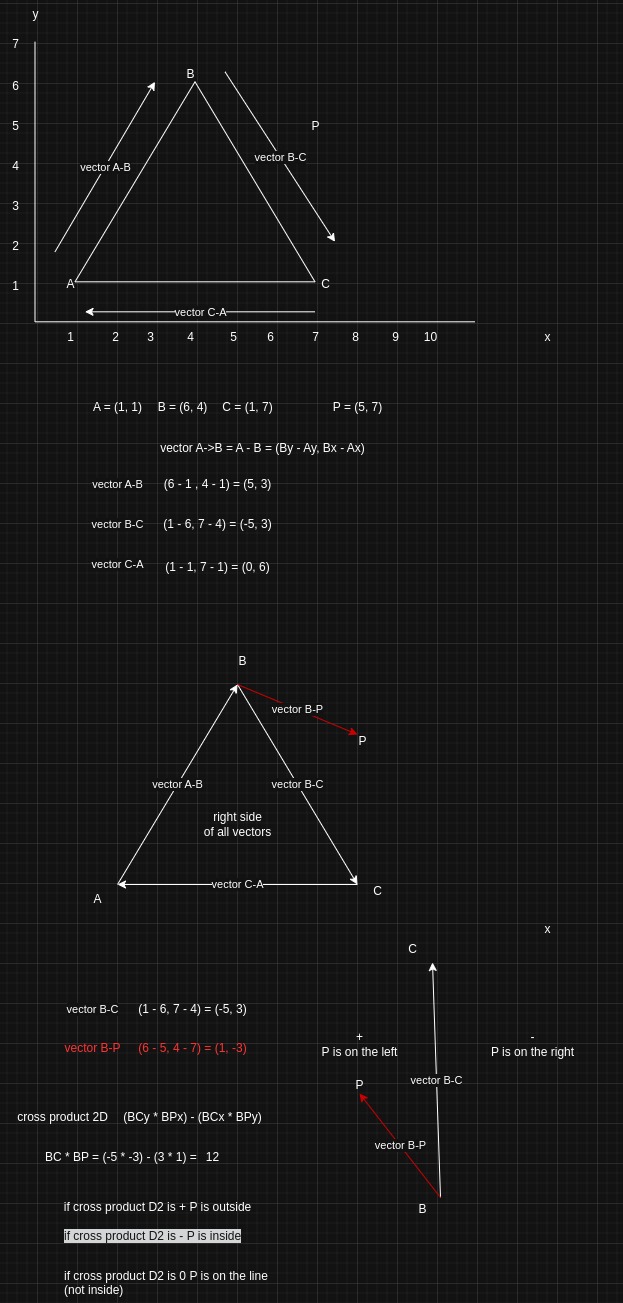 y
7
6
5
4
3
2
1
B
P
vector A-B
vector B-C
A
C
vector C-A
1 2 3 4 5 6 7 8 9 10 x
A = (1, 1) B = (6, 4) C = (1, 7) P = (5, 7)
vector A->B = A - B = (By - Ay, Bx - Ax)
vector A-B (6 - 1 , 4 - 1) = (5, 3)
vector B-C (1 - 6, 7 - 4) = (-5, 3)
vector C-A (1 - 1, 7 - 1) = (0, 6)
B
vector B-P
P
vector A-B
vector B-C
right side
of all vectors
vector C-A
A
C
x
C
vector B-C (1 - 6, 7 - 4) = (-5, 3)
vector B-P (6 - 5, 4 - 7) = (1, -3)
+
P is on the left
-
P is on the right
P
vector B-C
vector B-P
B
cross product 2D (BCy * BPx) - (BCx * BPy)
BC * BP = (-5 * -3) - (3 * 1) = 12
if cross product D2 is + P is outside
if cross product D2 is - P is inside
if cross product D2 is 0 P is on the line
(not inside)